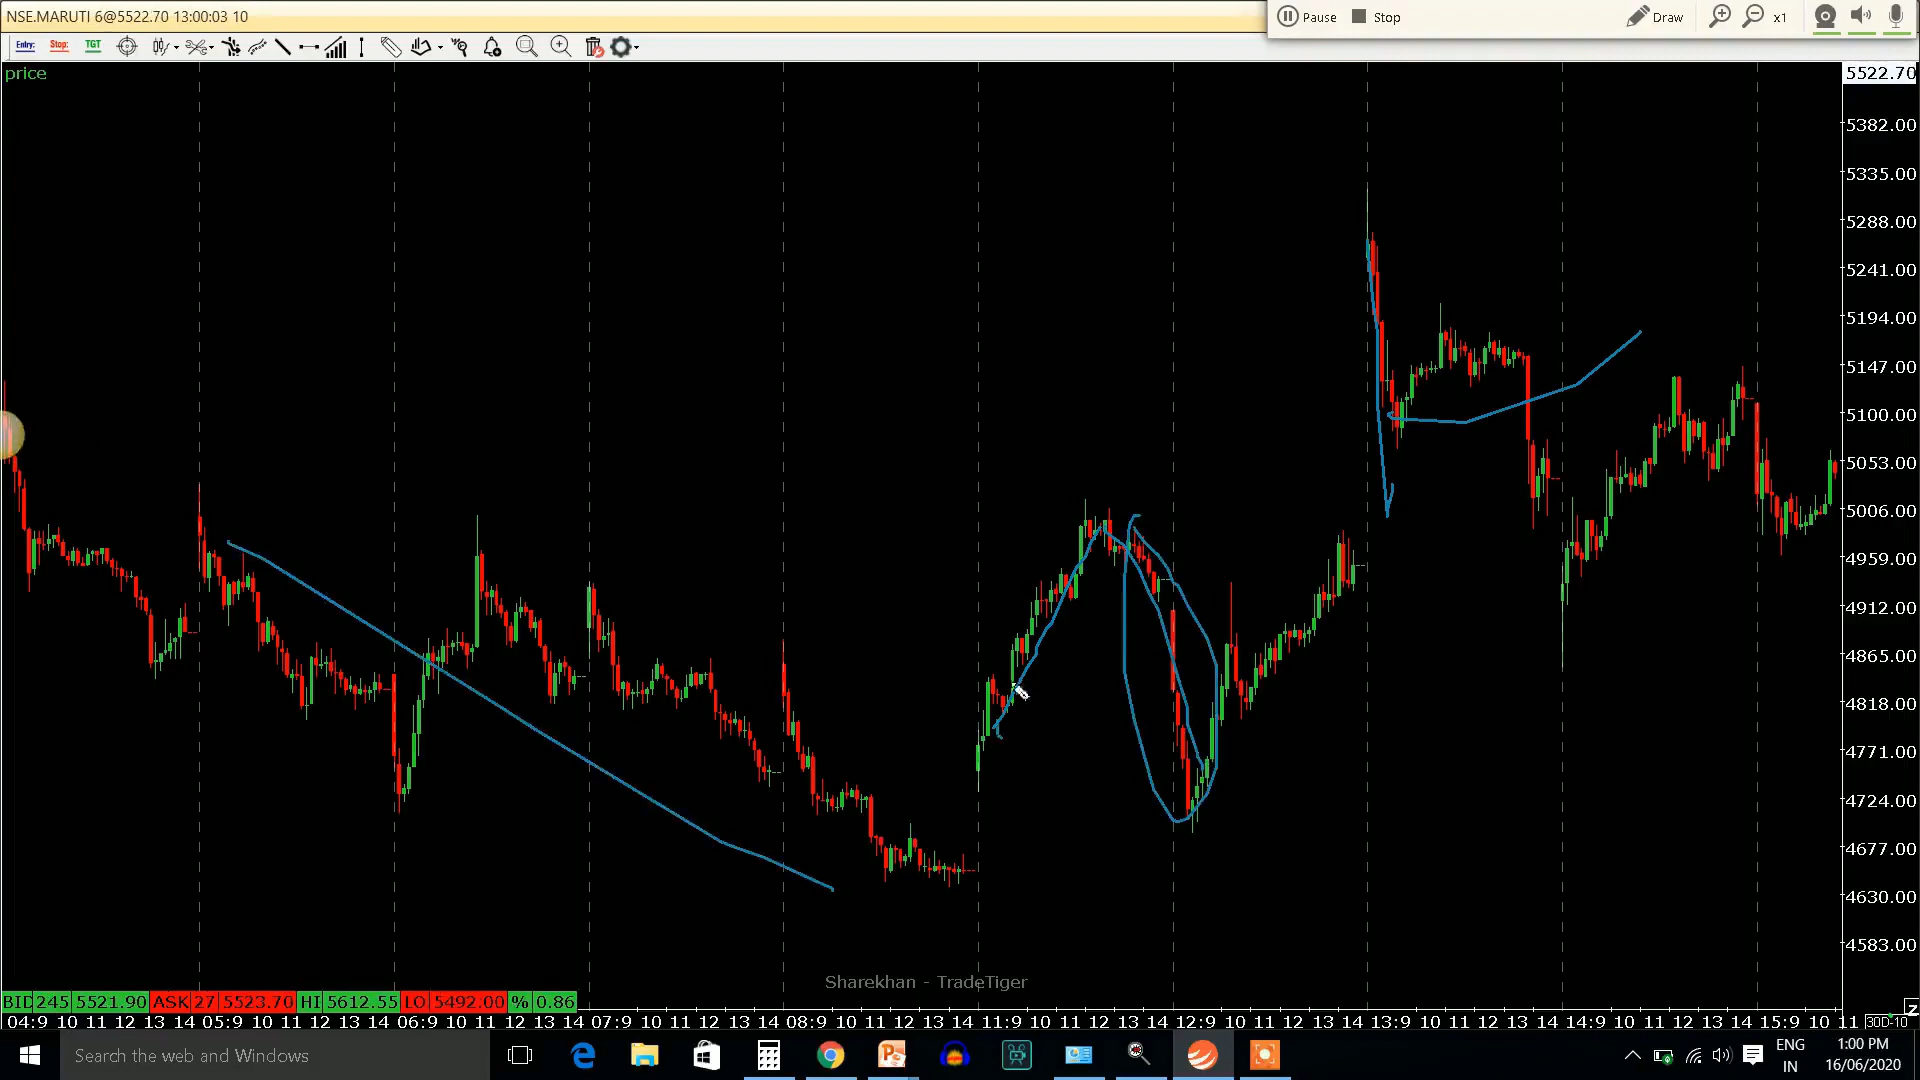 NSE.MARUTI 6@5522.70 13:00:03 10
Pause Stop Draw x1
Entry: Stop: TGT
price
5522.70
5382.00
5335.00
5288.00
5241.00
5194.00
5147.00
5100.00
5053.00
5006.00
4959.00
4912.00
4865.00
4818.00
4771.00
4724.00
4677.00
4630.00
4583.00
Sharekhan - TradeTiger
BID 245 5521.90 ASK 27 5523.70 HI 5612.55 LO 5492.00 % 0.86
04:9 10 11 12 13 14 05:9 10 11 12 13 14 06:9 10 11 12 13 14 07:9 10 11 12 13 14 08:9 10 11 12 13 14 11:9 10 11 12 13 14 12:9 10 11 12 13 14 13:9 10 11 12 13 14 14:9 10 11 12 13 14 15:9 10 11 30D-10
Z
Search the web and Windows
ENG
IN
1:00 PM
16/06/2020